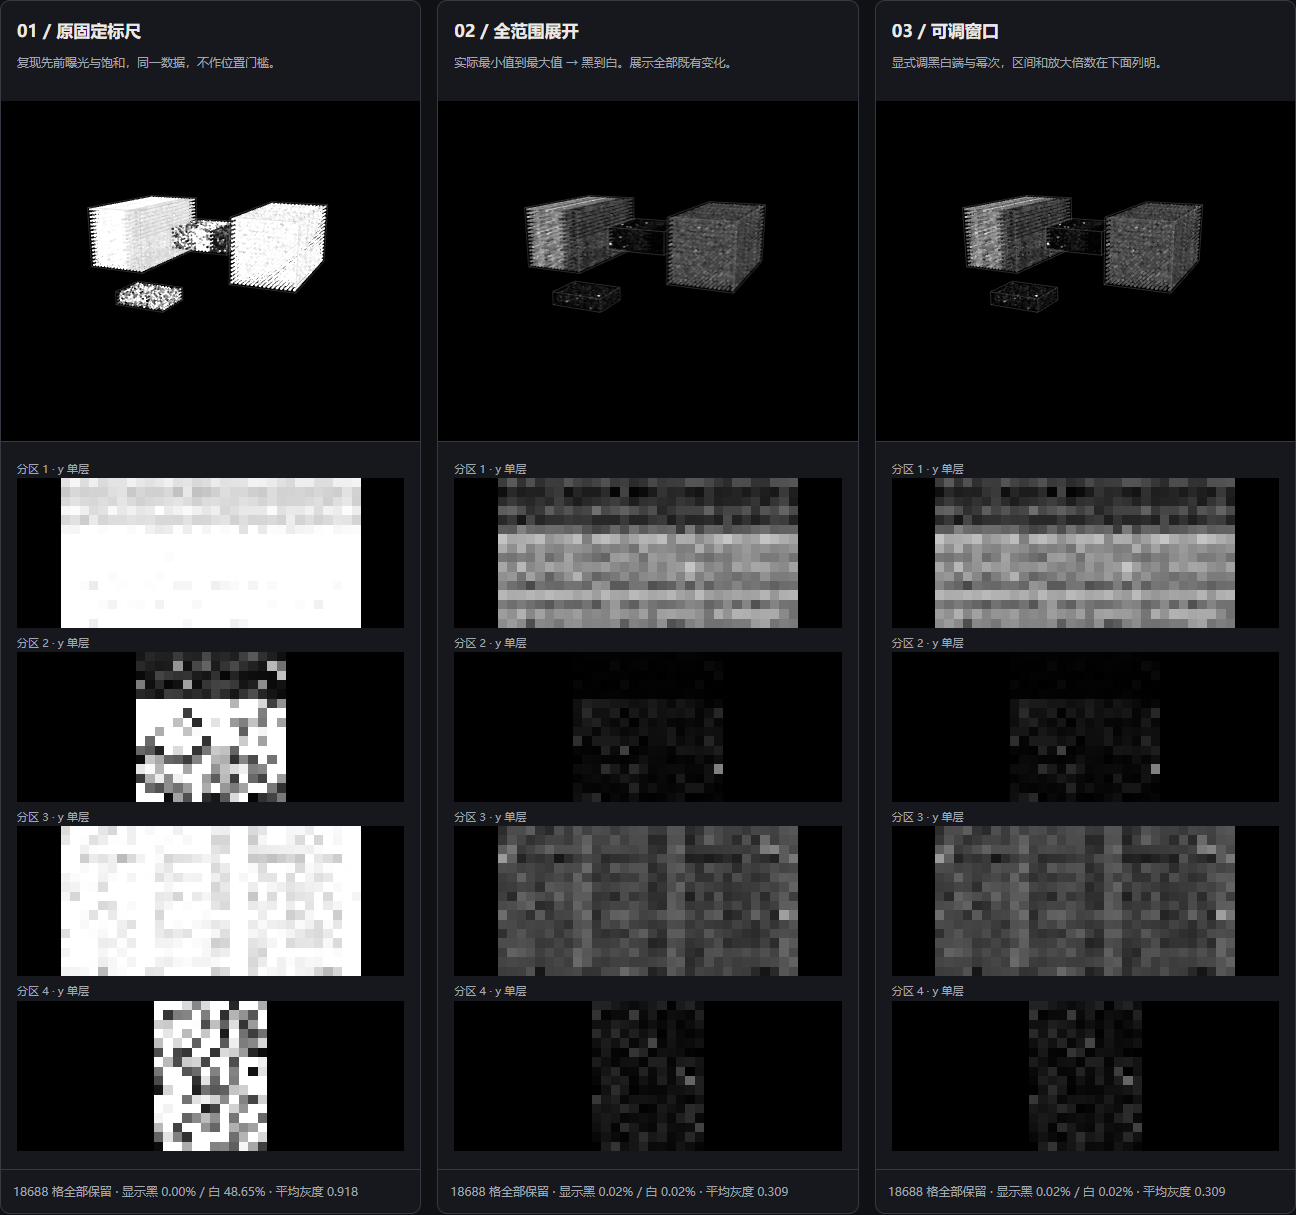 01 / 原固定标尺
复现先前曝光与饱和，同一数据，不作位置门槛。
分区 1 · y 单层
分区 2 · y 单层
分区 3 · y 单层
分区 4 · y 单层
18688 格全部保留 · 显示黑 0.00% / 白 48.65% · 平均灰度 0.918
02 / 全范围展开
实际最小值到最大值 → 黑到白。展示全部既有变化。
分区 1 · y 单层
分区 2 · y 单层
分区 3 · y 单层
分区 4 · y 单层
18688 格全部保留 · 显示黑 0.02% / 白 0.02% · 平均灰度 0.309
03 / 可调窗口
显式调黑白端与幂次，区间和放大倍数在下面列明。
分区 1 · y 单层
分区 2 · y 单层
分区 3 · y 单层
分区 4 · y 单层
18688 格全部保留 · 显示黑 0.02% / 白 0.02% · 平均灰度 0.309